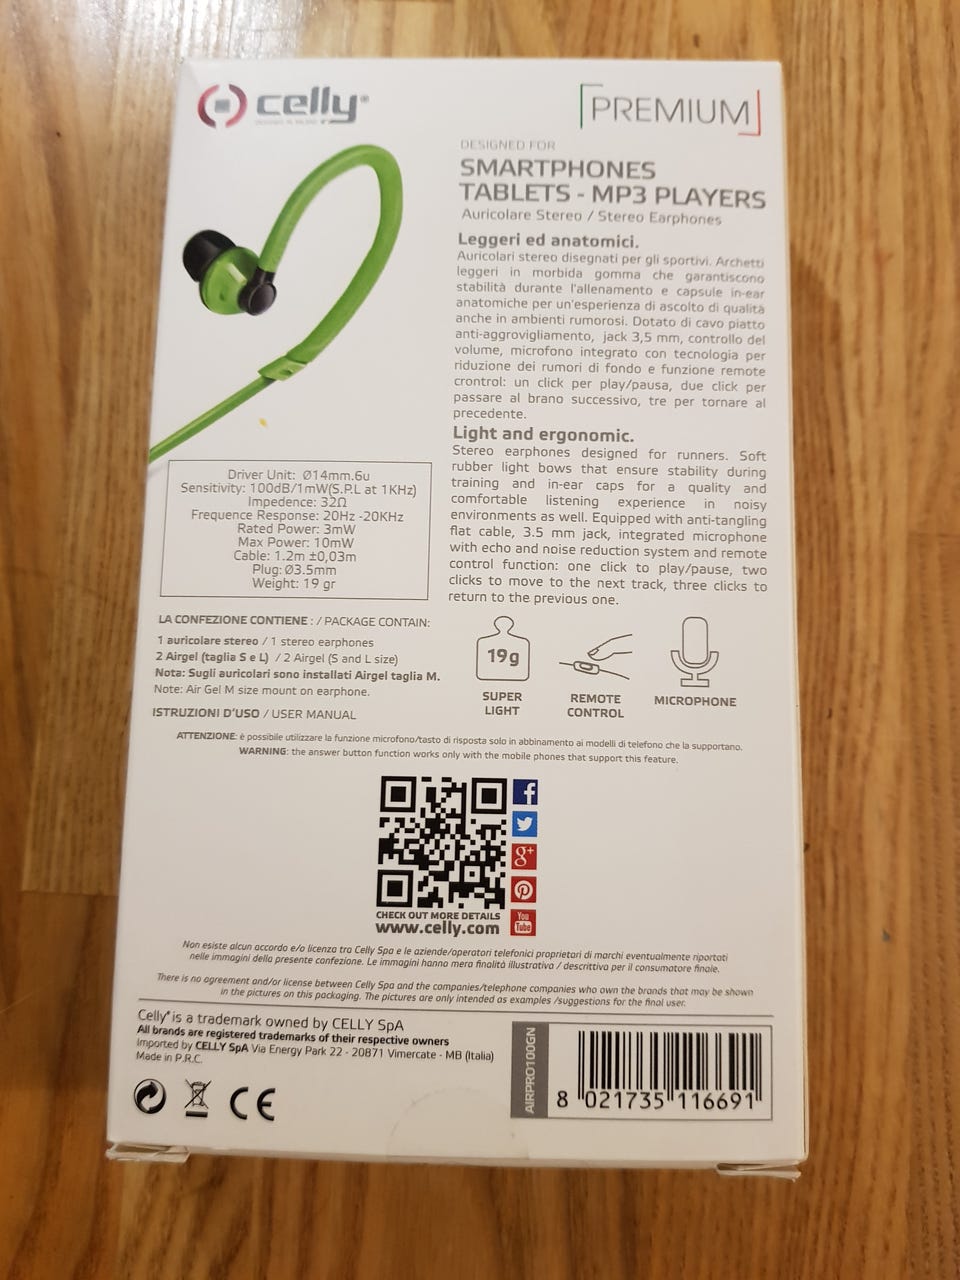 celly®
PREMIUM
DESIGNED FOR
SMARTPHONES
TABLETS - MP3 PLAYERS
Auricolare Stereo / Stereo Earphones
Leggeri ed anatomici.
Auricolari stereo disegnati per gli sportivi. Archetti
leggeri in morbida gomma che garantiscono
stabilità durante l'allenamento e capsule in-ear
anatomiche per un'esperienza di ascolto di qualità
anche in ambienti rumorosi. Dotato di cavo piatto
anti-aggrovigliamento, jack 3,5 mm, controllo del
volume, microfono integrato con tecnologia per
riduzione dei rumori di fondo e funzione remote
crontrol: un click per play/pausa, due click per
passare al brano successivo, tre per tornare al
precedente.
Light and ergonomic.
Stereo earphones designed for runners. Soft
rubber light bows that ensure stability during
training and in-ear caps for a quality and
comfortable listening experience in noisy
environments as well. Equipped with anti-tangling
flat cable, 3.5 mm jack, integrated microphone
with echo and noise reduction system and remote
control function: one click to play/pause, two
clicks to move to the next track, three clicks to
return to the previous one.
Driver Unit: Ø14mm.6u
Sensitivity: 100dB/1mW(S.P.L at 1KHz)
Impedence: 32Ω
Frequence Response: 20Hz -20KHz
Rated Power: 3mW
Max Power: 10mW
Cable: 1.2m ±0,03m
Plug: Ø3.5mm
Weight: 19 gr
LA CONFEZIONE CONTIENE : / PACKAGE CONTAIN:
1 auricolare stereo / 1 stereo earphones
2 Airgel (taglia S e L) / 2 Airgel (S and L size)
Nota: Sugli auricolari sono installati Airgel taglia M.
Note: Air Gel M size mount on earphone.
ISTRUZIONI D'USO / USER MANUAL
19g
SUPER
LIGHT
REMOTE
CONTROL
MICROPHONE
ATTENZIONE: è possibile utilizzare la funzione microfono/tasto di risposta solo in abbinamento ai modelli di telefono che la supportano.
WARNING: the answer button function works only with the mobile phones that support this feature.
f
g+
You
Tube
CHECK OUT MORE DETAILS
www.celly.com
Non esiste alcun accordo e/o licenza tra Celly Spa e le aziende/operatori telefonici proprietari di marchi eventualmente riportati
nelle immagini della presente confezione. Le immagini hanno mera finalità illustrativa / descrittiva per il consumatore finale.
There is no agreement and/or license between Celly Spa and the companies/telephone companies who own the brands that may be shown
in the pictures on this packaging. The pictures are only intended as examples /suggestions for the final user.
Celly® is a trademark owned by CELLY SpA
All brands are registered trademarks of their respective owners
Imported by CELLY SpA Via Energy Park 22 - 20871 Vimercate - MB (Italia)
Made in P.R.C.
CE
AIRPRO100GN
8 021735 116691